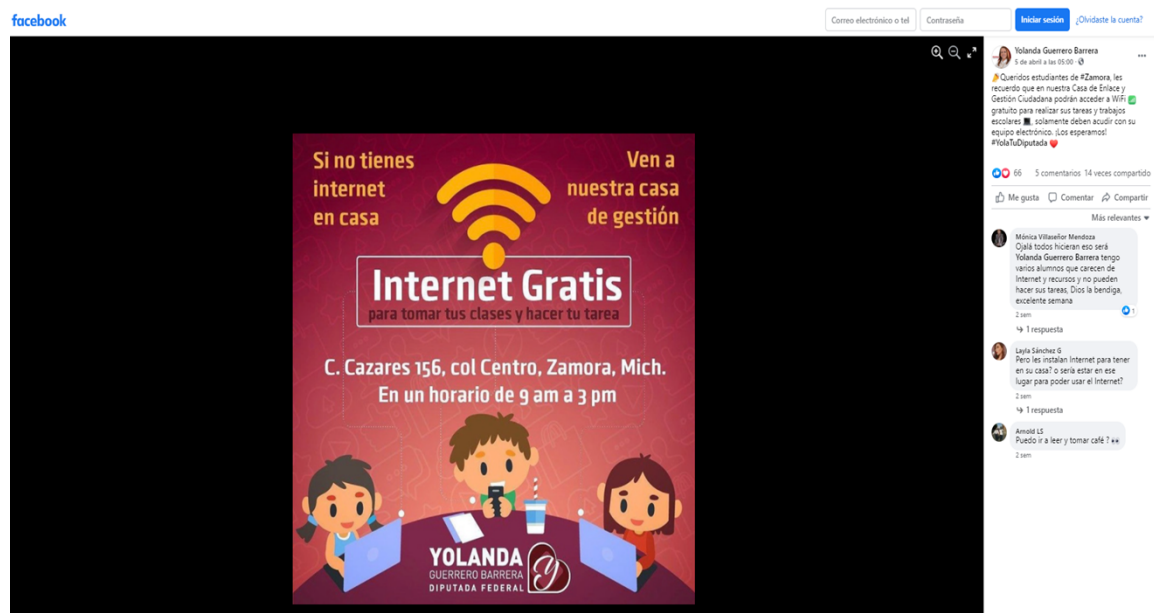 facebook
Correo electrónico o tel
Contraseña
Iniciar sesión
¿Olvidaste la cuenta?
Si no tienes
internet
en casa
Ven a
nuestra casa
de gestión
Internet Gratis
para tomar tus clases y hacer tu tarea
C. Cazares 156, col Centro, Zamora, Mich.
En un horario de 9 am a 3 pm
YOLANDA
GUERRERO BARRERA
DIPUTADA FEDERAL
Yolanda Guerrero Barrera
5 de abril a las 05:00 ·
Queridos estudiantes de #Zamora, les
recuerdo que en nuestra Casa de Enlace y
Gestión Ciudadana podrán acceder a WiFi
gratuito para realizar sus tareas y trabajos
escolares , solamente deben acudir con su
equipo electrónico. ¡Los esperamos!
#YolaTuDiputada
66 5 comentarios 14 veces compartido
Me gusta Comentar Compartir
Más relevantes
Mónica Villaseñor Mendoza
Ojalá todos hicieran eso será
Yolanda Guerrero Barrera tengo
varios alumnos que carecen de
Internet y recursos y no pueden
hacer sus tareas, Dios la bendiga,
excelente semana
1
2 sem
1 respuesta
Layla Sánchez G
Pero les instalan Internet para tener
en su casa? o sería estar en ese
lugar para poder usar el Internet?
2 sem
1 respuesta
Arnold LS
Puedo ir a leer y tomar café ?
2 sem